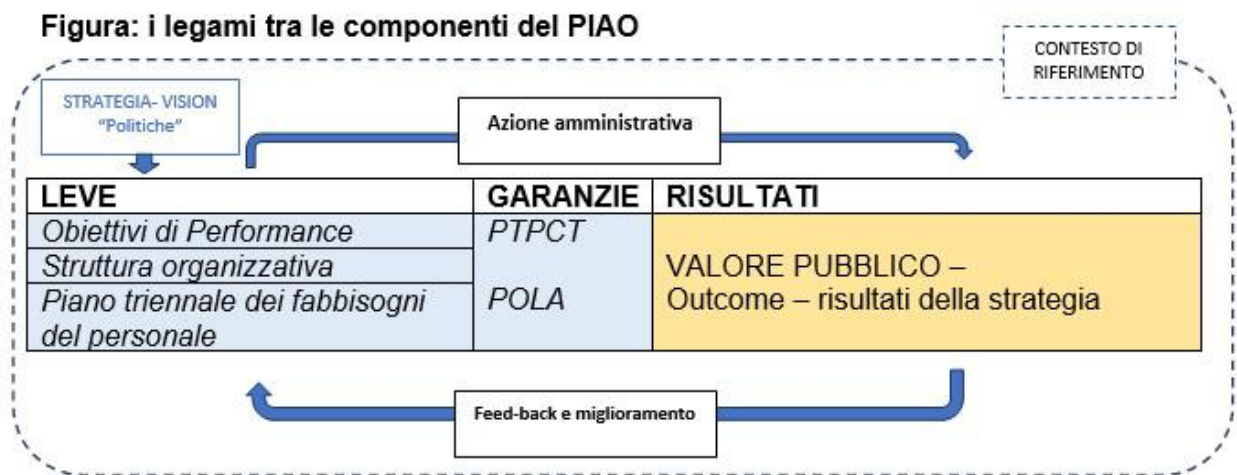 Figura: i legami tra le componenti del PIAO
CONTESTO DI
RIFERIMENTO
STRATEGIA- VISION
“Politiche”
Azione amministrativa
LEVE GARANZIE RISULTATI
Obiettivi di Performance PTPCT
Struttura organizzativa
VALORE PUBBLICO –
Piano triennale dei fabbisogni POLA Outcome – risultati della strategia
del personale
Feed-back e miglioramento